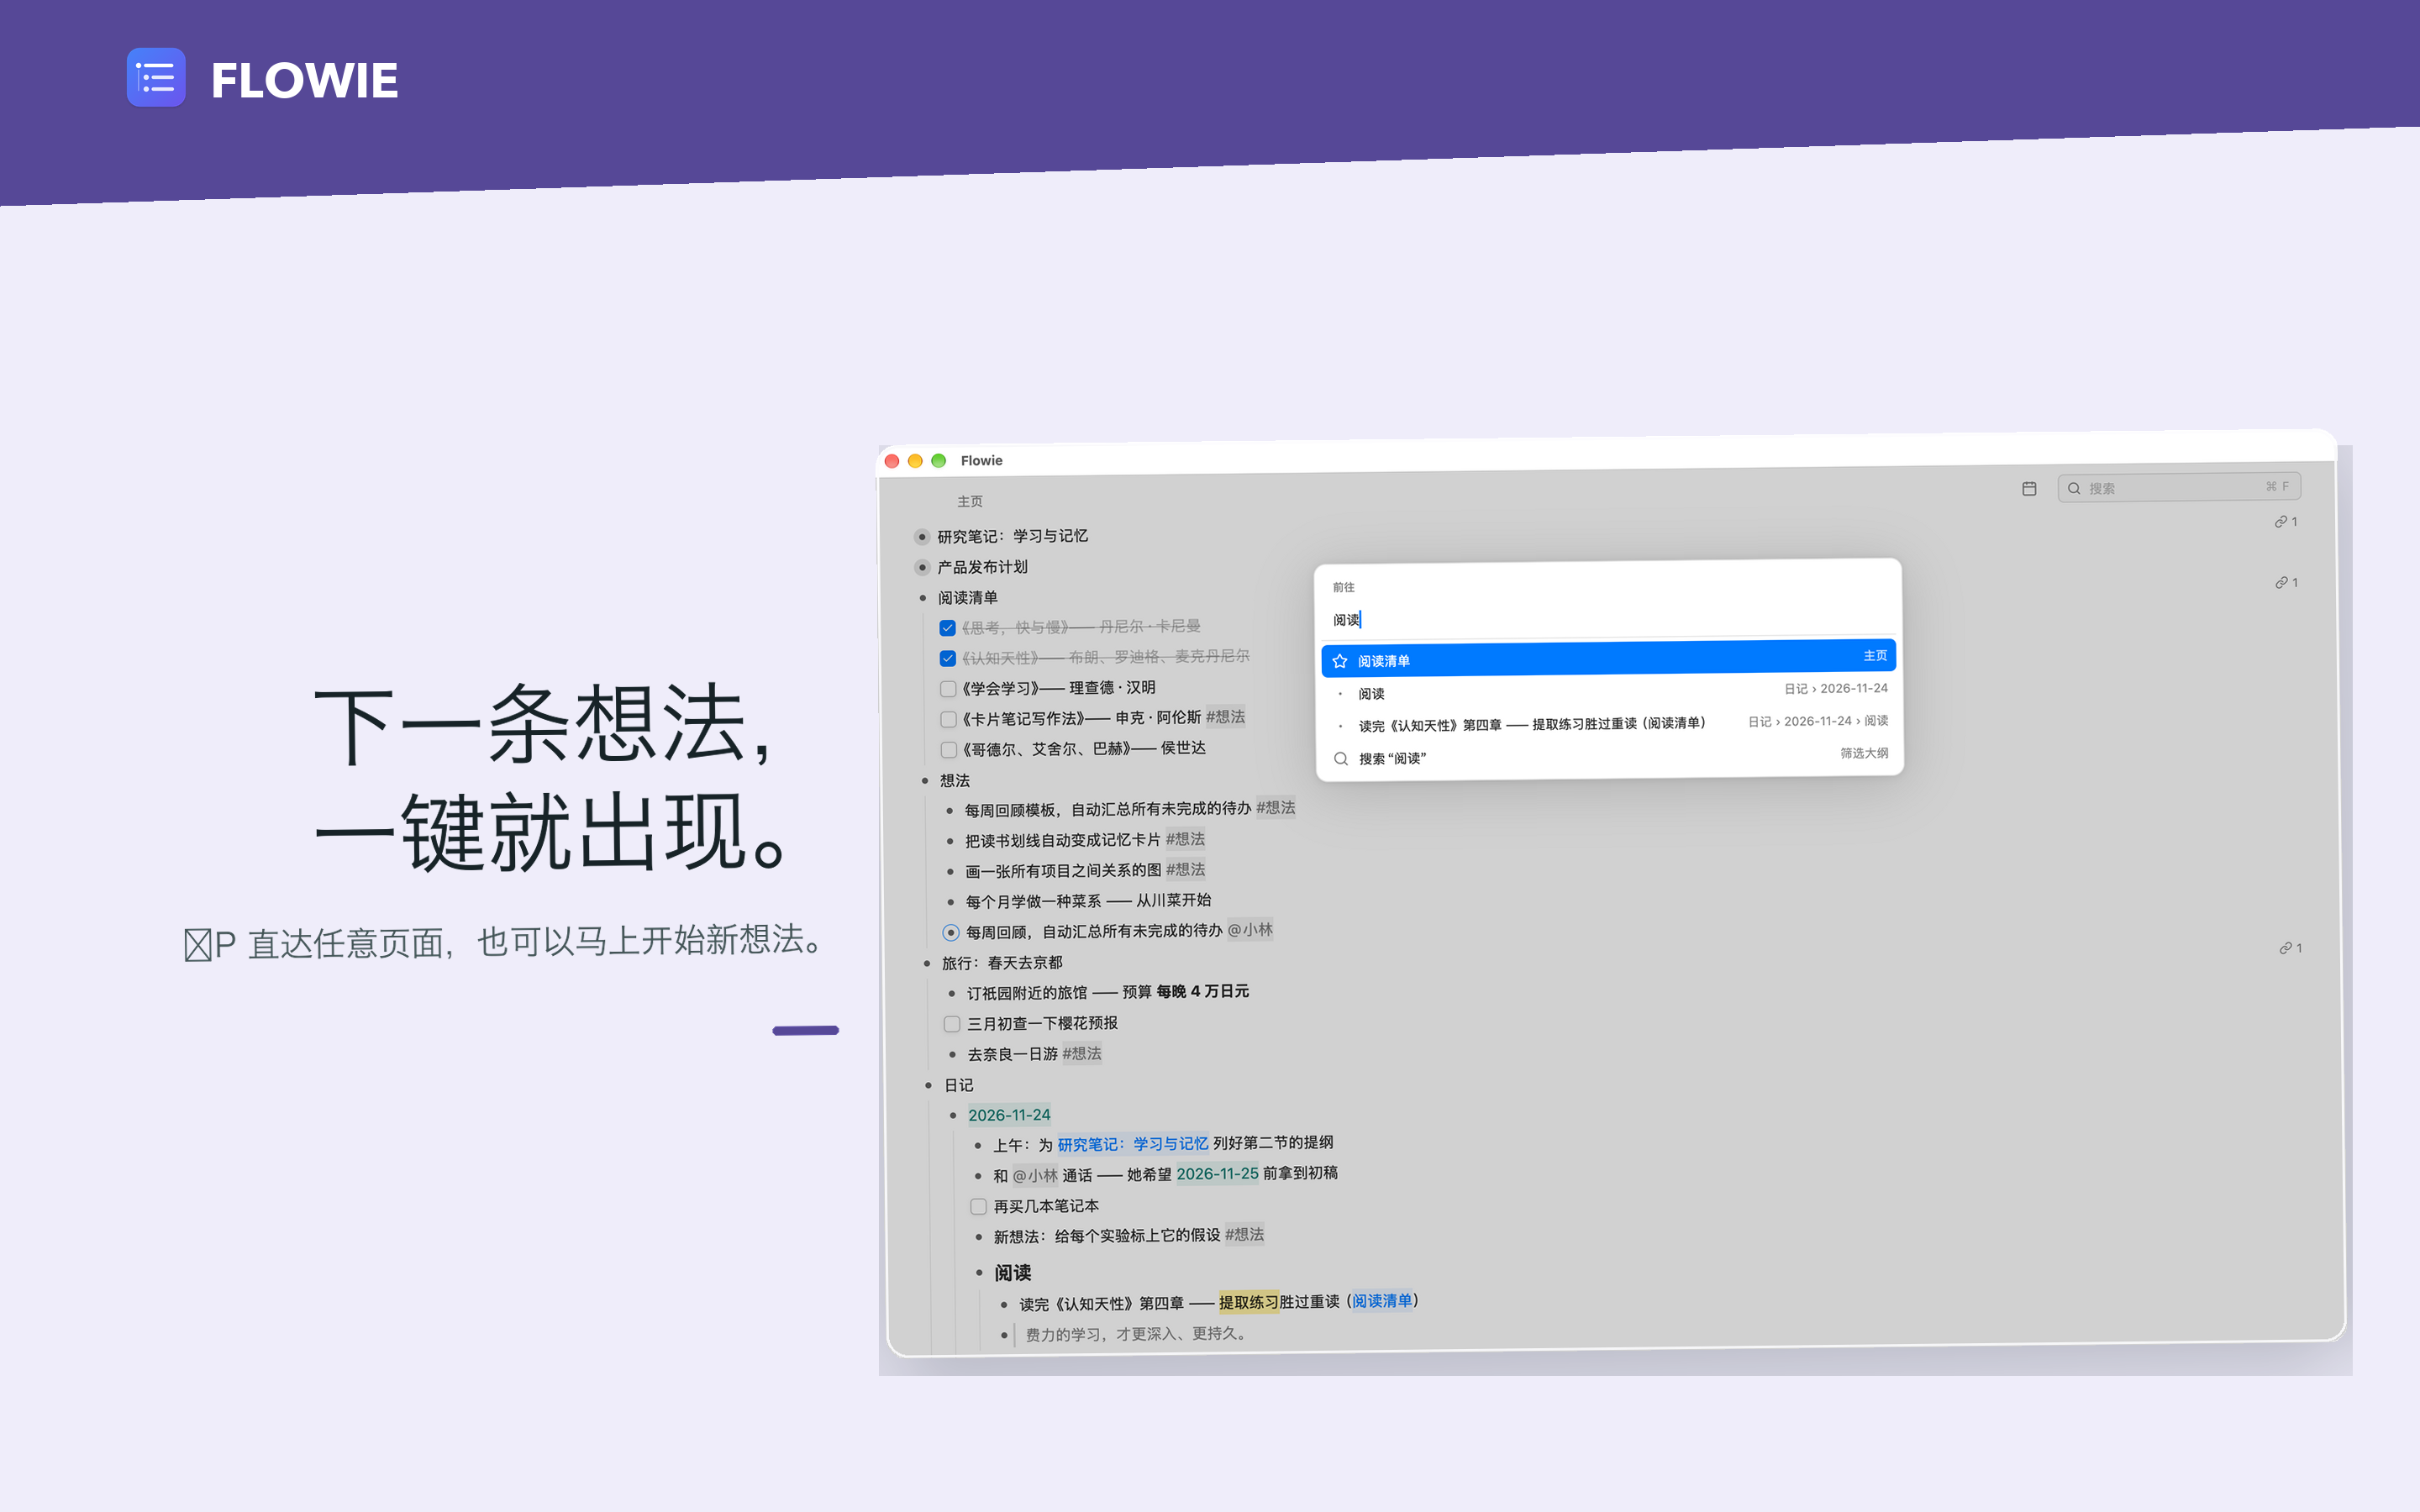 FLOWIE
下一条想法，
一键就出现。
P 直达任意页面，也可以马上开始新想法。
Flowie
主页
搜索 ⌘ F
研究笔记：学习与记忆 1
产品发布计划
阅读清单 1
《思考，快与慢》—— 丹尼尔 · 卡尼曼
《认知天性》—— 布朗、罗迪格、麦克丹尼尔
《学会学习》—— 理查德 · 汉明
《卡片笔记写作法》—— 申克 · 阿伦斯 #想法
《哥德尔、艾舍尔、巴赫》—— 侯世达
想法
每周回顾模板，自动汇总所有未完成的待办 #想法
把读书划线自动变成记忆卡片 #想法
画一张所有项目之间关系的图 #想法
每个月学做一种菜系 —— 从川菜开始
每周回顾，自动汇总所有未完成的待办 @小林
旅行：春天去京都 1
订祇园附近的旅馆 —— 预算 每晚 4 万日元
三月初查一下樱花预报
去奈良一日游 #想法
日记
2026-11-24
上午：为 研究笔记：学习与记忆 列好第二节的提纲
和 @小林 通话 —— 她希望 2026-11-25 前拿到初稿
再买几本笔记本
新想法：给每个实验标上它的假设 #想法
阅读
读完《认知天性》第四章 —— 提取练习胜过重读（阅读清单）
费力的学习，才更深入、更持久。
前往
阅读
阅读清单 主页
阅读 日记 › 2026-11-24
读完《认知天性》第四章 —— 提取练习胜过重读（阅读清单） 日记 › 2026-11-24 › 阅读
搜索 “阅读” 筛选大纲